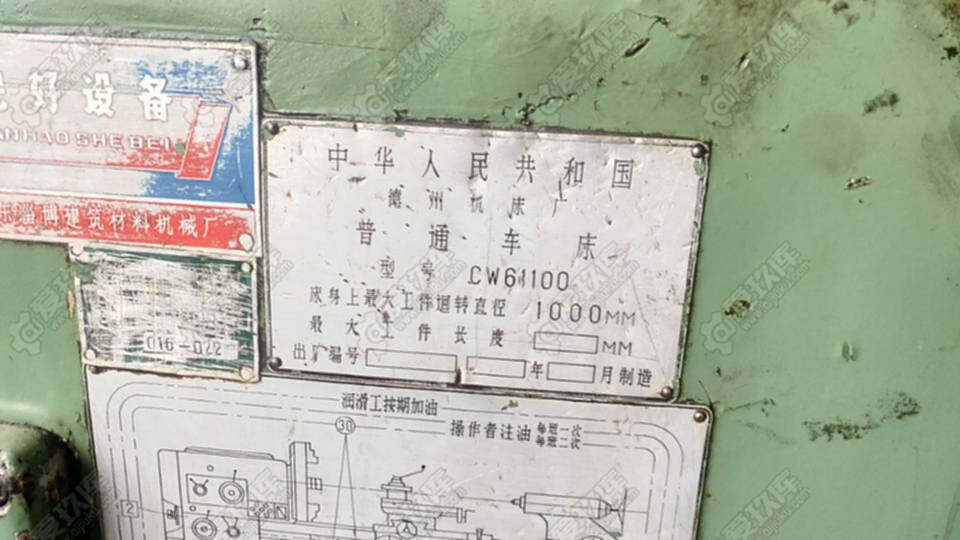 好设备
ANHAO SHEBEI
淄博建筑材料机械厂
016-022
中华人民共和国
德州机床厂
普通车床
型号 CW61100
床身上最大工件迴转直径 1000MM
最大工件长度 MM
出厂编号 年 月制造
润滑工按期加油
操作者注油 每班一次
每班二次
30
2
A